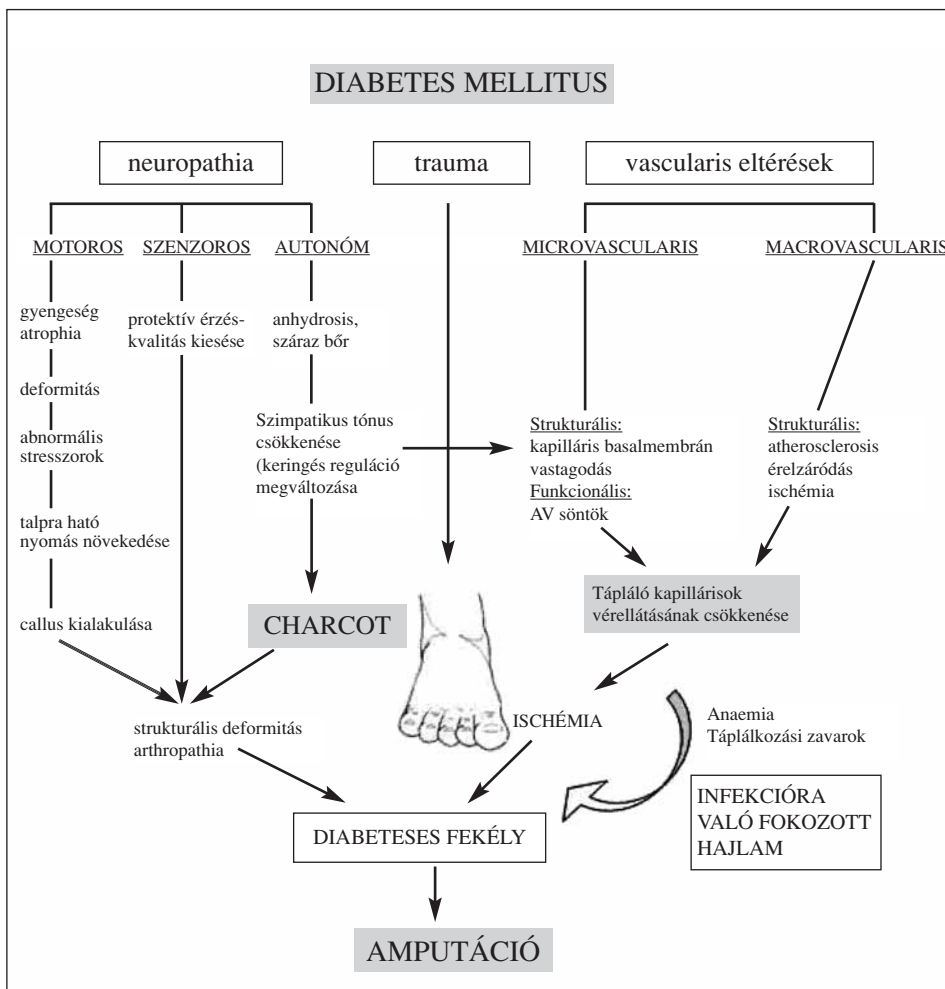 DIABETES MELLITUS
neuropathia
trauma
vascularis eltérések
MOTOROS
SZENZOROS
AUTONÓM
MICROVASCULARIS
MACROVASCULARIS
gyengeség
atrophia
protektív érzés-
kvalitás kiesése
anhydrosis,
száraz bőr
deformitás
abnormális
stresszorok
Szimpatikus tónus
csökkenése
(keringés reguláció
megváltozása
Strukturális:
kapilláris basalmembrán
vastagodás
Funkcionális:
AV söntök
Strukturális:
atherosclerosis
érelzáródás
ischémia
talpra ható
nyomás növekedése
callus kialakulása
CHARCOT
Tápláló kapillárisok
vérellátásának csökkenése
strukturális deformitás
arthropathia
ISCHÉMIA
Anaemia
Táplálkozási zavarok
INFEKCIÓRA
VALÓ FOKOZOTT
HAJLAM
DIABETESES FEKÉLY
AMPUTÁCIÓ